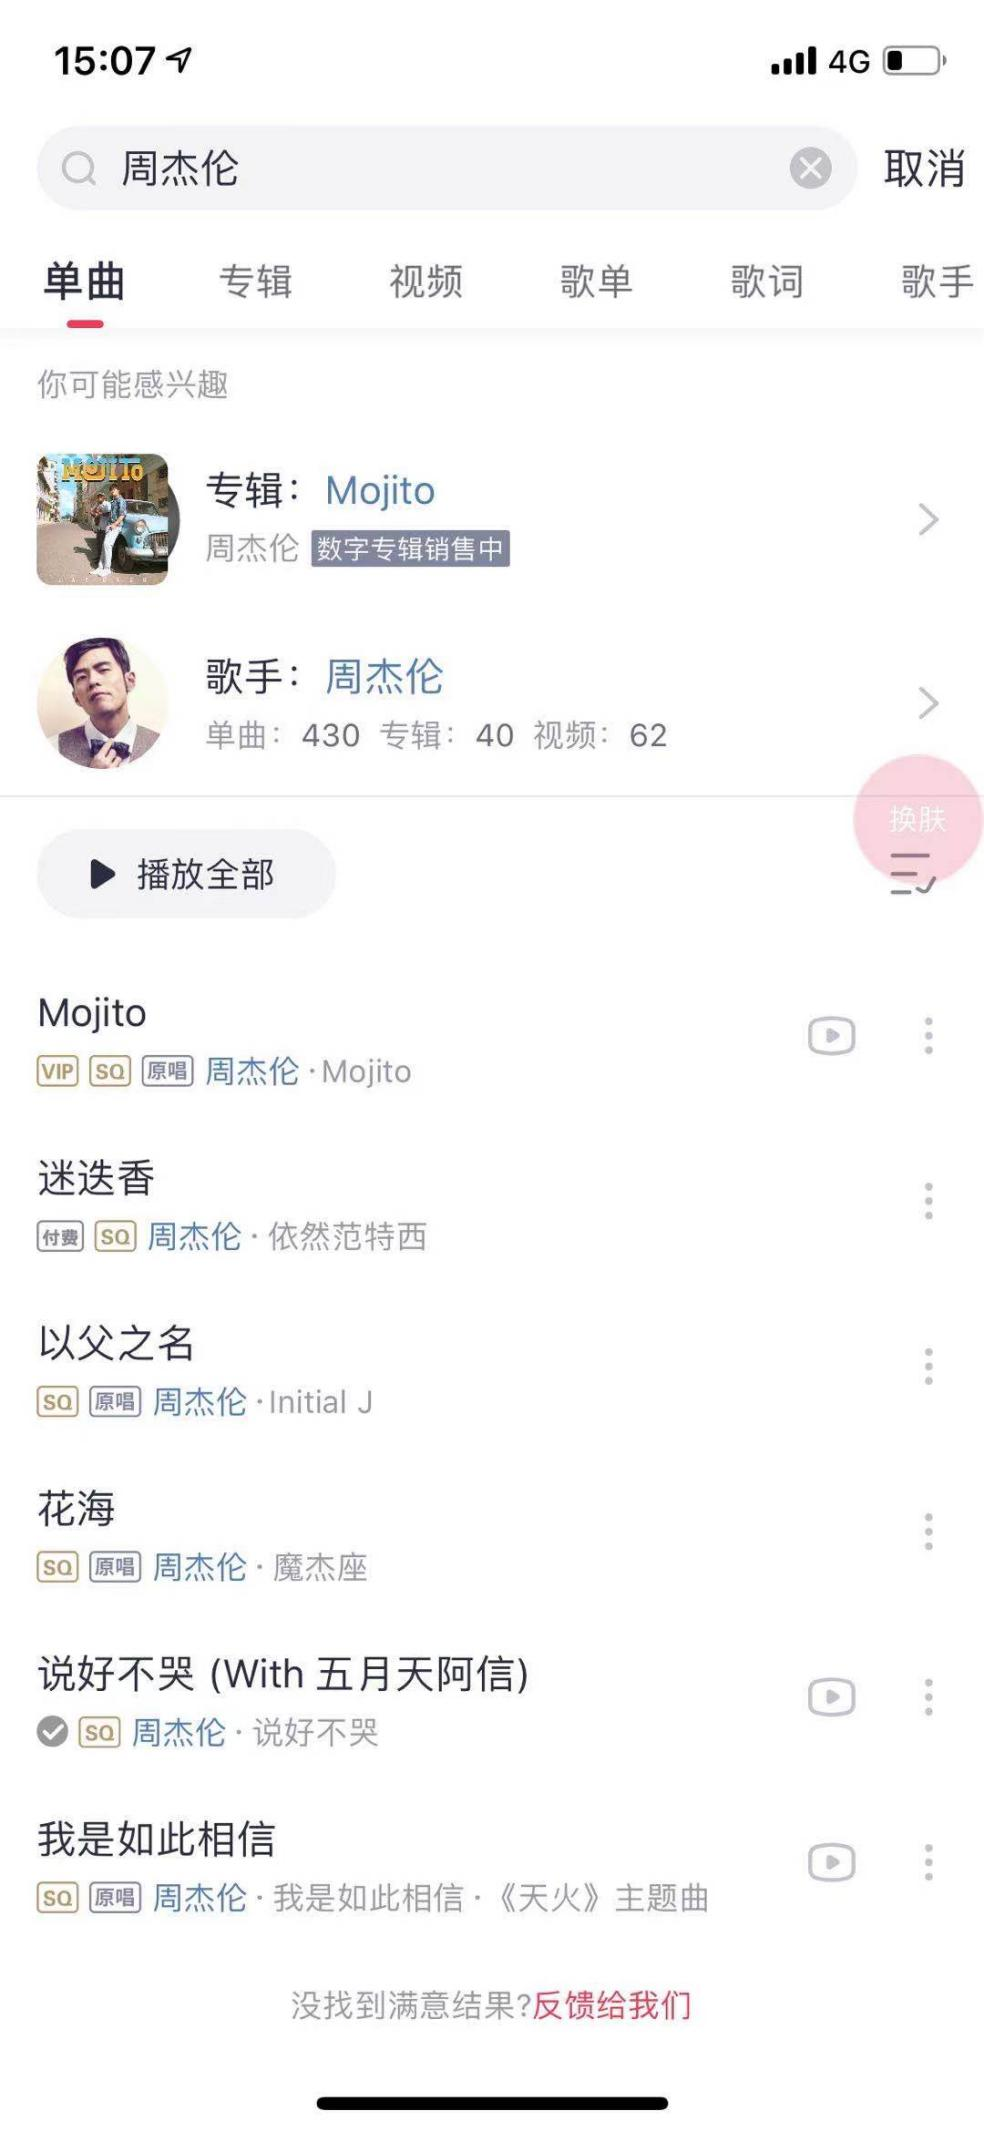 15:07 4G
周杰伦 取消
单曲 专辑 视频 歌单 歌词 歌手
你可能感兴趣
MOJITO
专辑： Mojito
周杰伦 数字专辑销售中
歌手： 周杰伦
单曲： 430 专辑： 40 视频： 62
换肤
播放全部
Mojito
VIP SQ 原唱 周杰伦 · Mojito
迷迭香
付费 SQ 周杰伦 · 依然范特西
以父之名
SQ 原唱 周杰伦 · Initial J
花海
SQ 原唱 周杰伦 · 魔杰座
说好不哭 (With 五月天阿信)
SQ 周杰伦 · 说好不哭
我是如此相信
SQ 原唱 周杰伦 · 我是如此相信 · 《天火》主题曲
没找到满意结果?反馈给我们